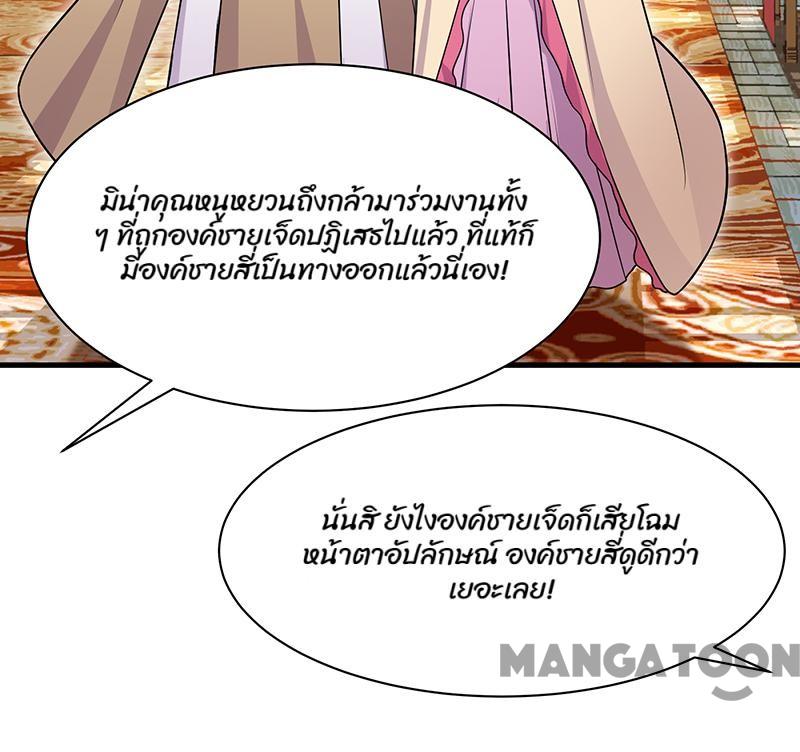 มิน่าคุณหนูหยวนถึงกล้ามาร่วมงานทั้ง
ๆ ที่ถูกองค์ชายเจ็ดปฏิเสธไปแล้ว ที่แท้ก็
มีองค์ชายสี่เป็นทางออกแล้วนี่เอง!
นั่นสิ ยังไงองค์ชายเจ็ดก็เสียโฉม
หน้าตาอัปลักษณ์ องค์ชายสี่ดูดีกว่า
เยอะเลย!
MANGATOON